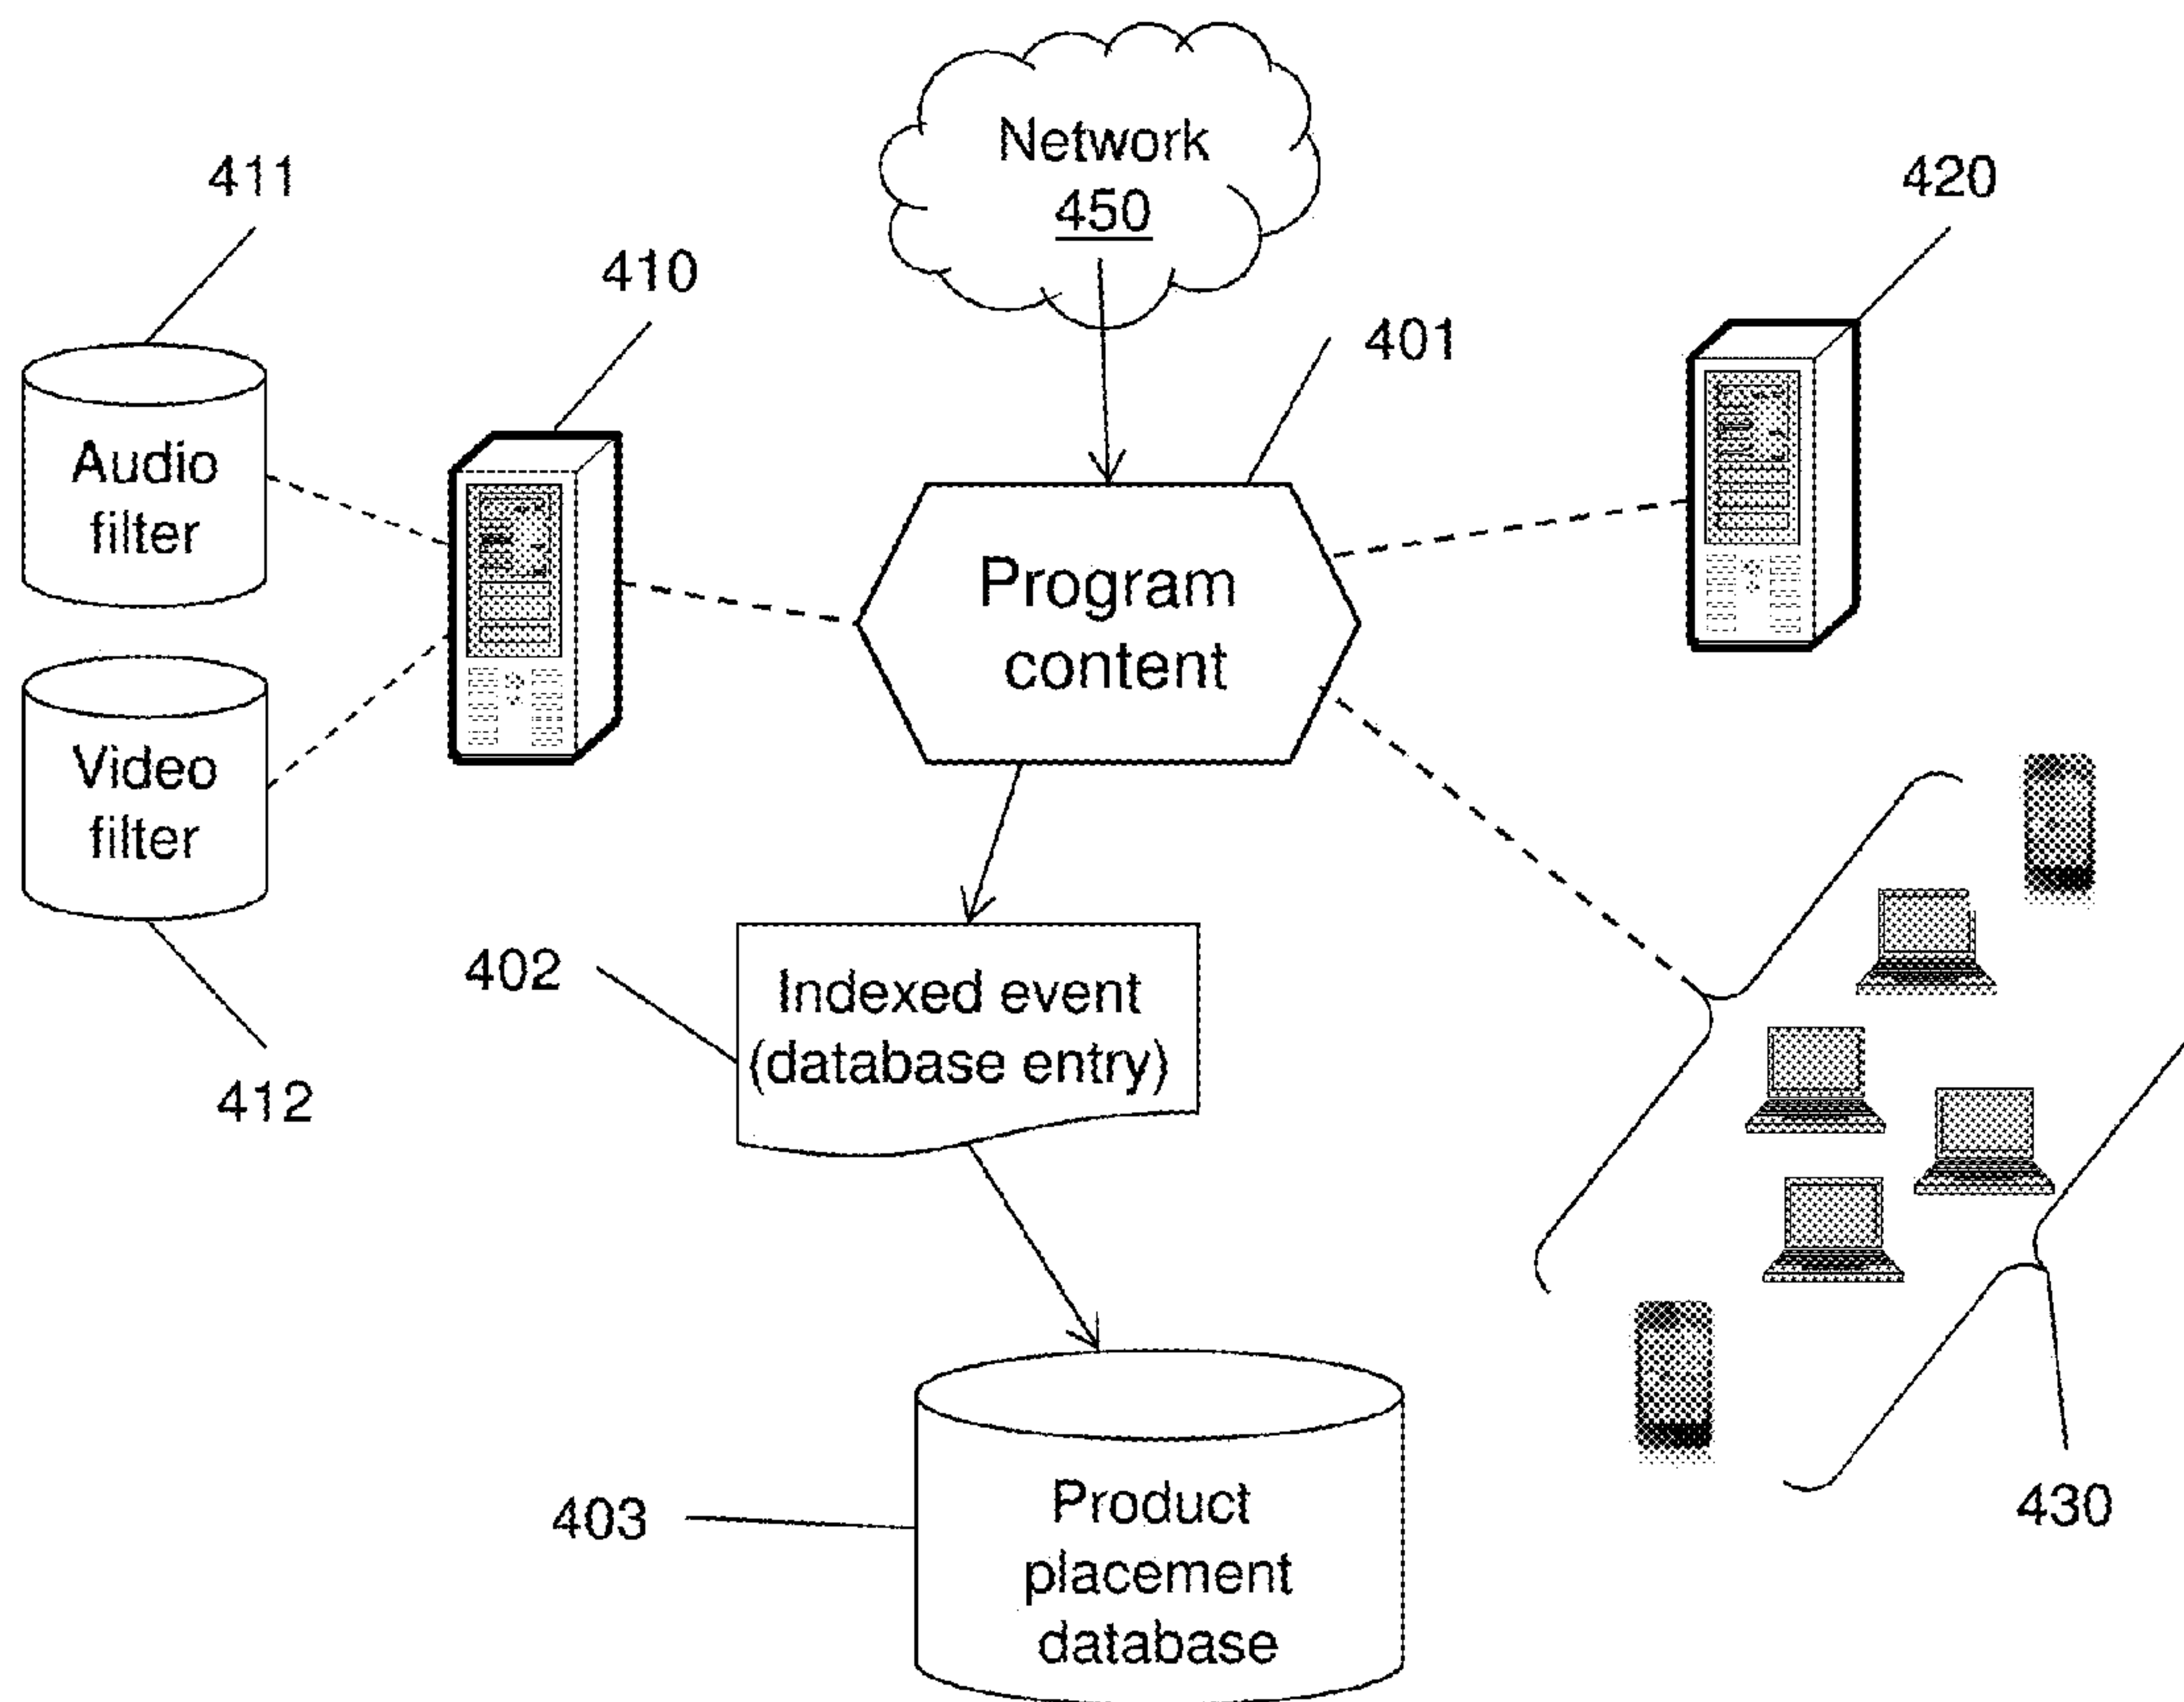 Network
450
411
420
410
401
Audio
filter
Program
content
Video
filter
402
Indexed event
(database entry)
412
403
Product
placement
database
430